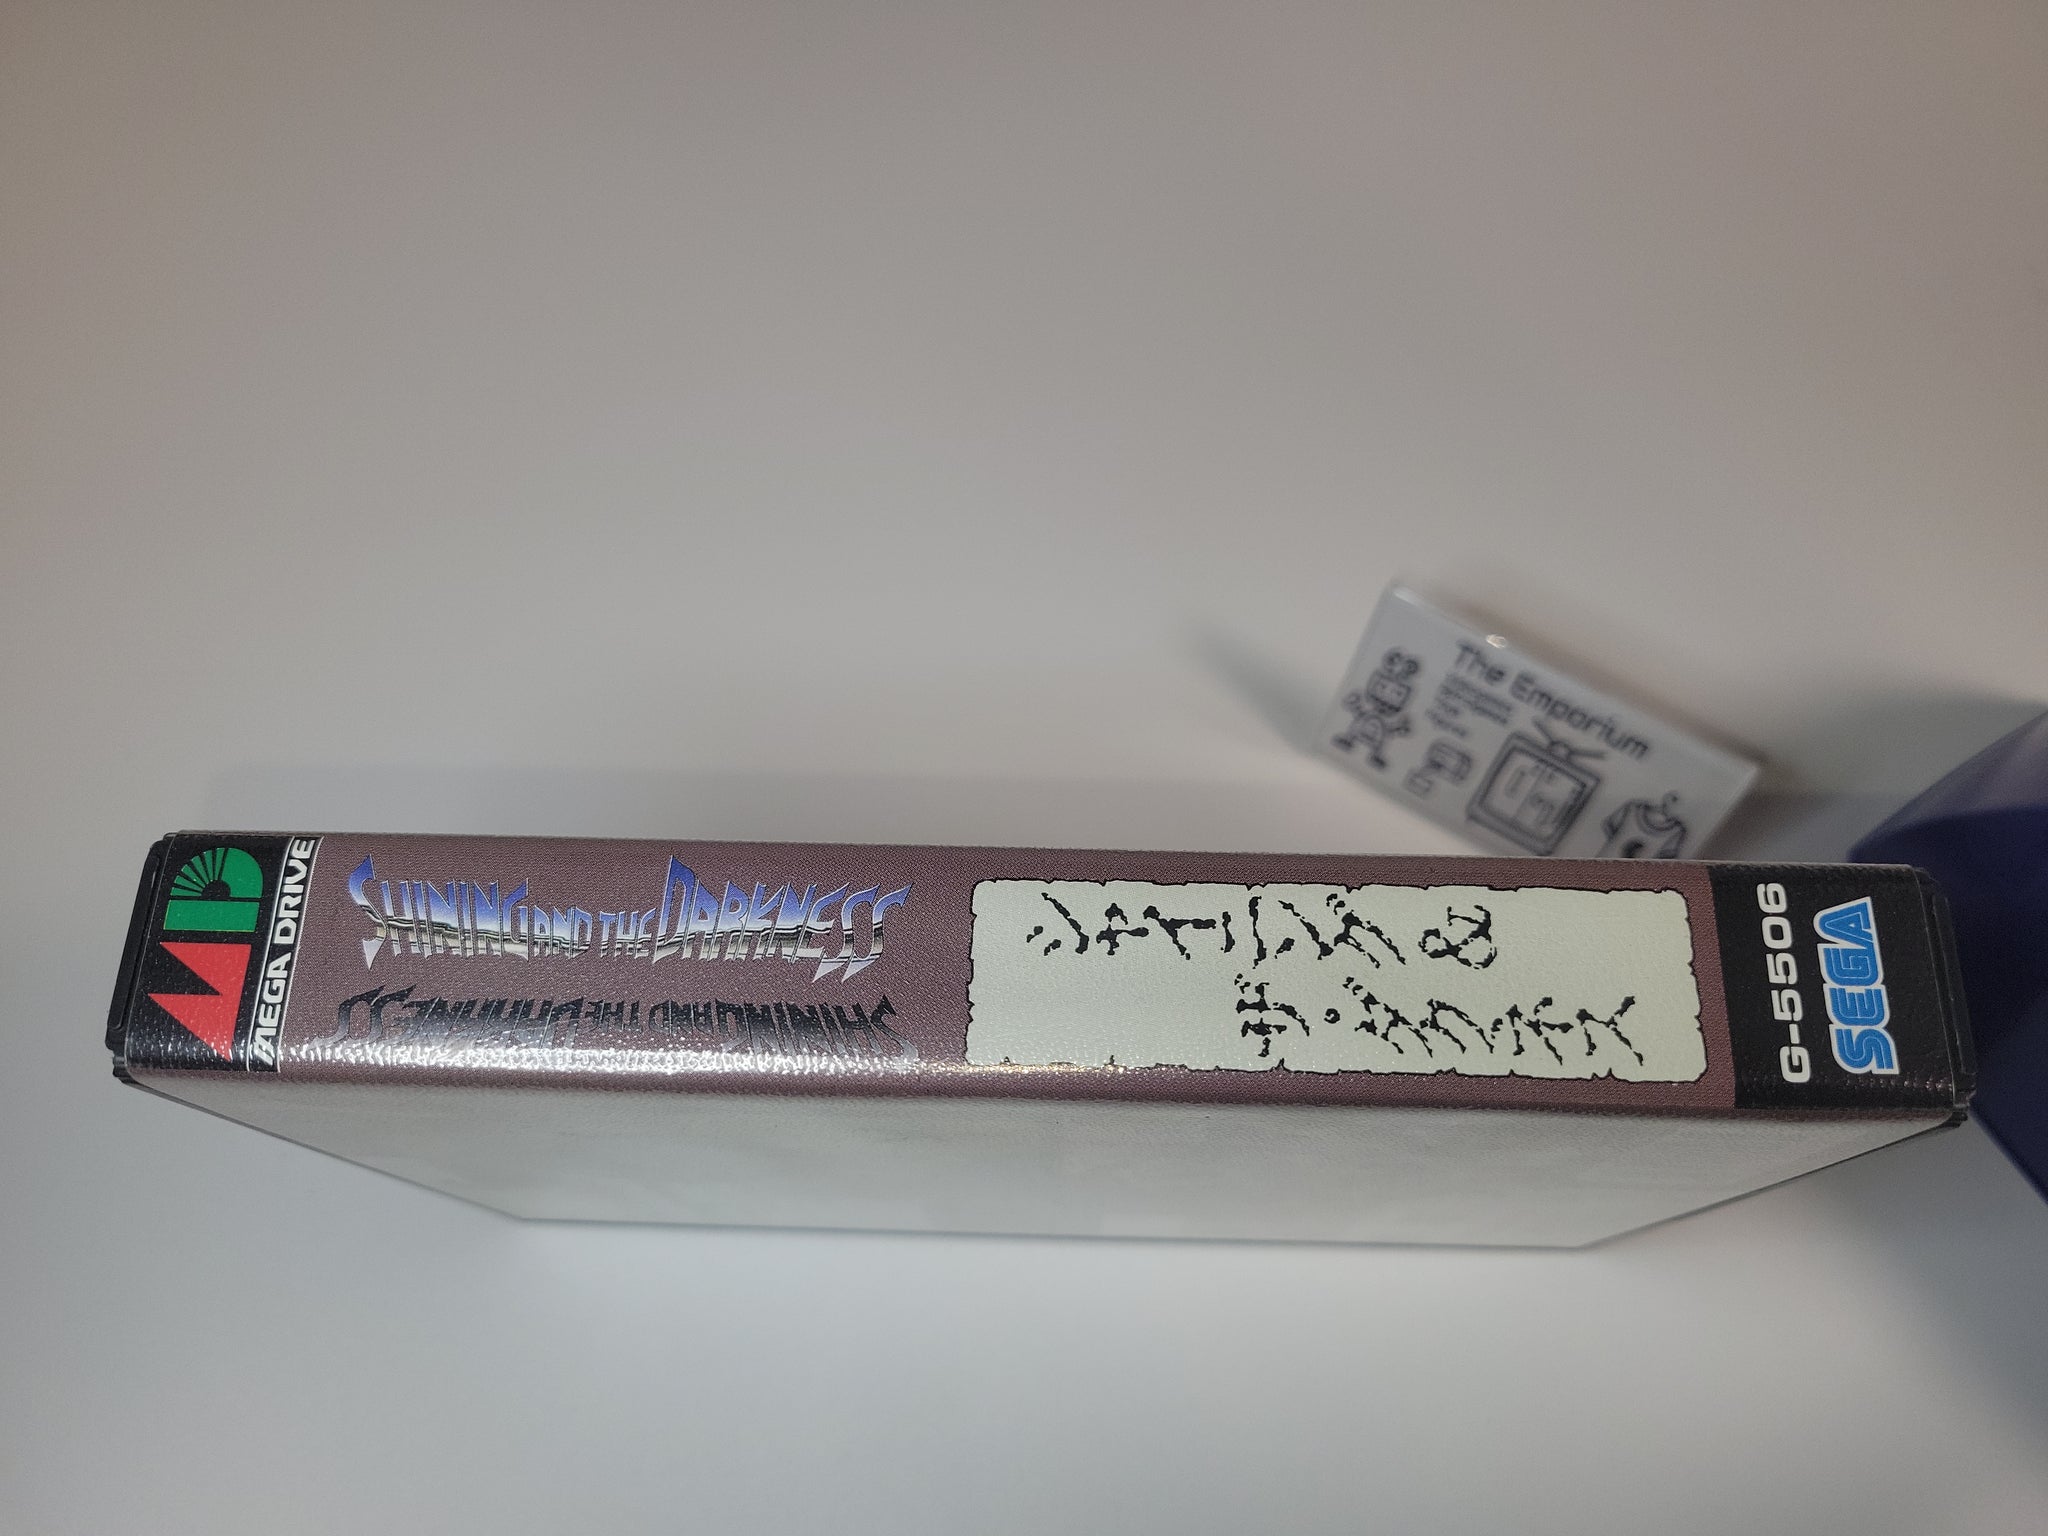 MEGA DRIVE
SHINING AND THE DARKNESS
シャイニング&
ザ・ダクネス
G-5506
SEGA
The Emporium